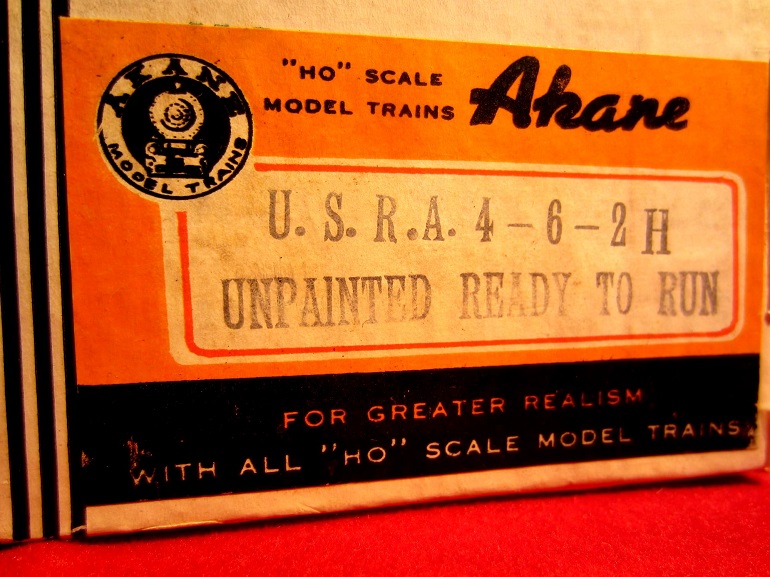 AKANE
MODEL TRAINS
"HO" SCALE
MODEL TRAINS
Akane
U.S.R.A. 4-6-2 H
UNPAINTED READY TO RUN
FOR GREATER REALISM
WITH ALL "HO" SCALE MODEL TRAINS